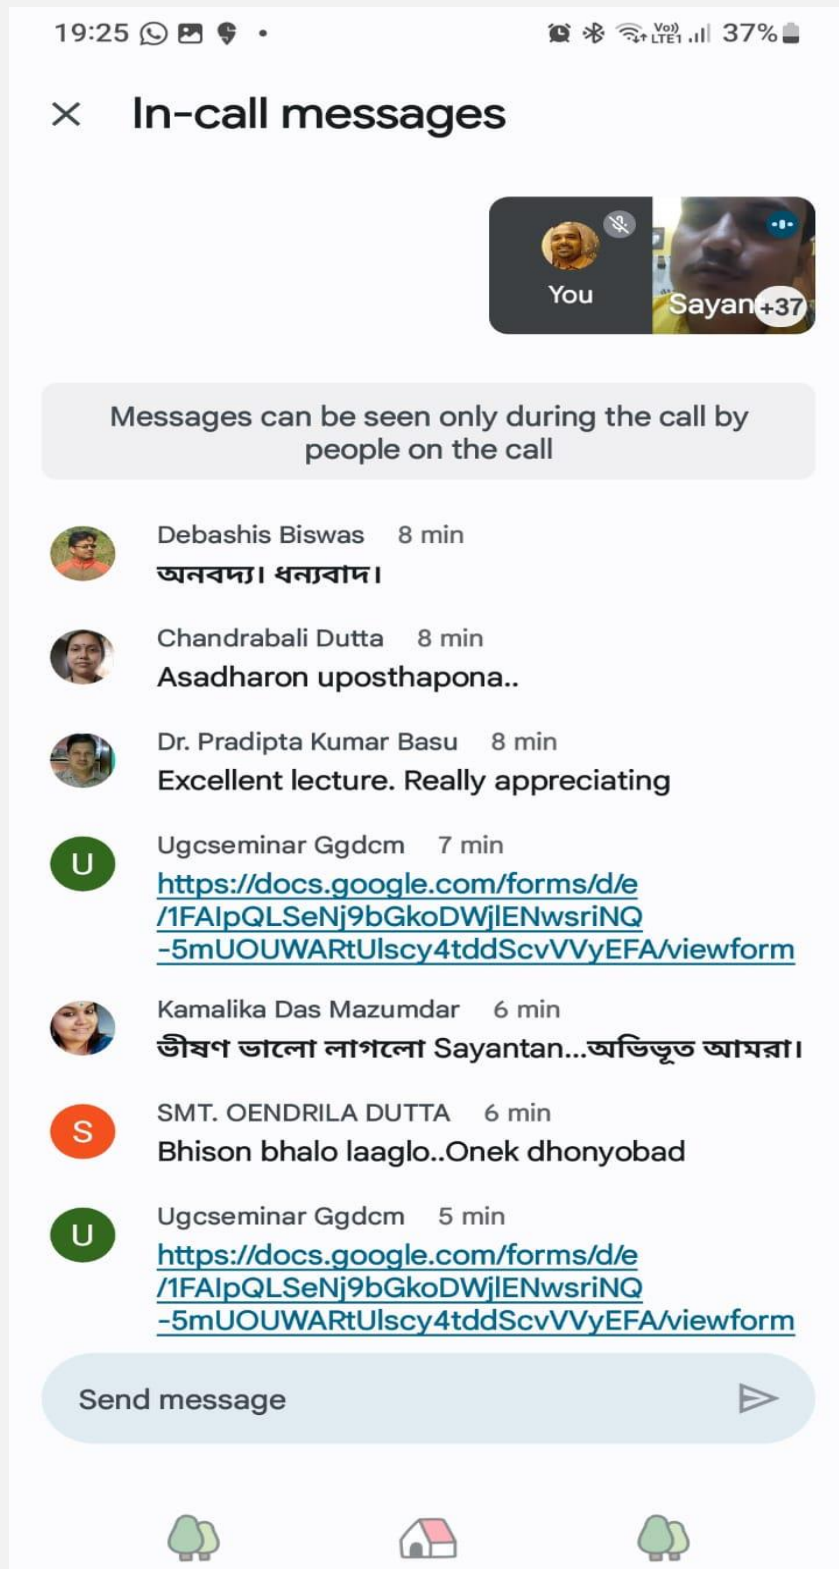 19:25
Vo))
LTE1
37%
In-call messages
You
Sayan
+37
Messages can be seen only during the call by
people on the call
Debashis Biswas 8 min
অনবদ্য। ধন্যবাদ।
Chandrabali Dutta 8 min
Asadharon uposthapona..
Dr. Pradipta Kumar Basu 8 min
Excellent lecture. Really appreciating
U
Ugcseminar Ggdcm 7 min
https://docs.google.com/forms/d/e
/1FAIpQLSeNj9bGkoDWjlENwsriNQ
-5mUOUWARtUlscy4tddScvVVyEFA/viewform
Kamalika Das Mazumdar 6 min
ভীষণ ভালো লাগলো Sayantan...অভিভূত আমরা।
S
SMT. OENDRILA DUTTA 6 min
Bhison bhalo laaglo..Onek dhonyobad
U
Ugcseminar Ggdcm 5 min
https://docs.google.com/forms/d/e
/1FAIpQLSeNj9bGkoDWjlENwsriNQ
-5mUOUWARtUlscy4tddScvVVyEFA/viewform
Send message